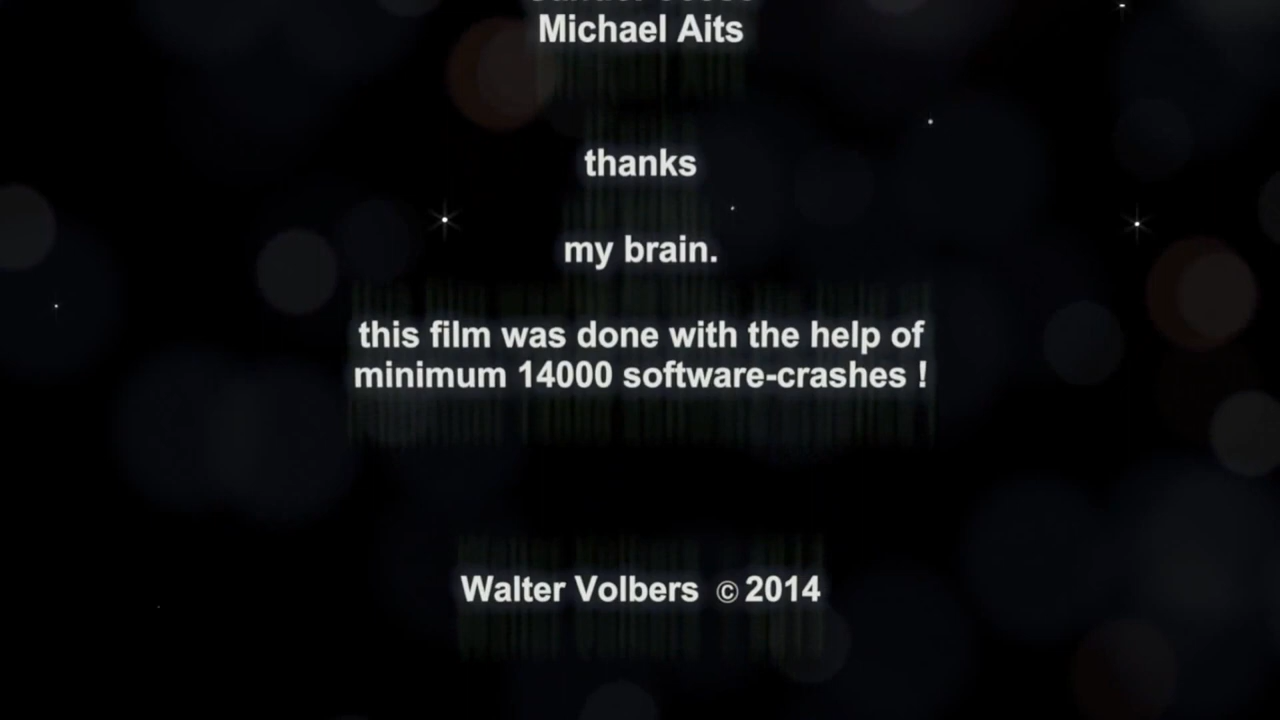 Michael Aits
thanks
my brain.
this film was done with the help of
minimum 14000 software-crashes !
Walter Volbers © 2014